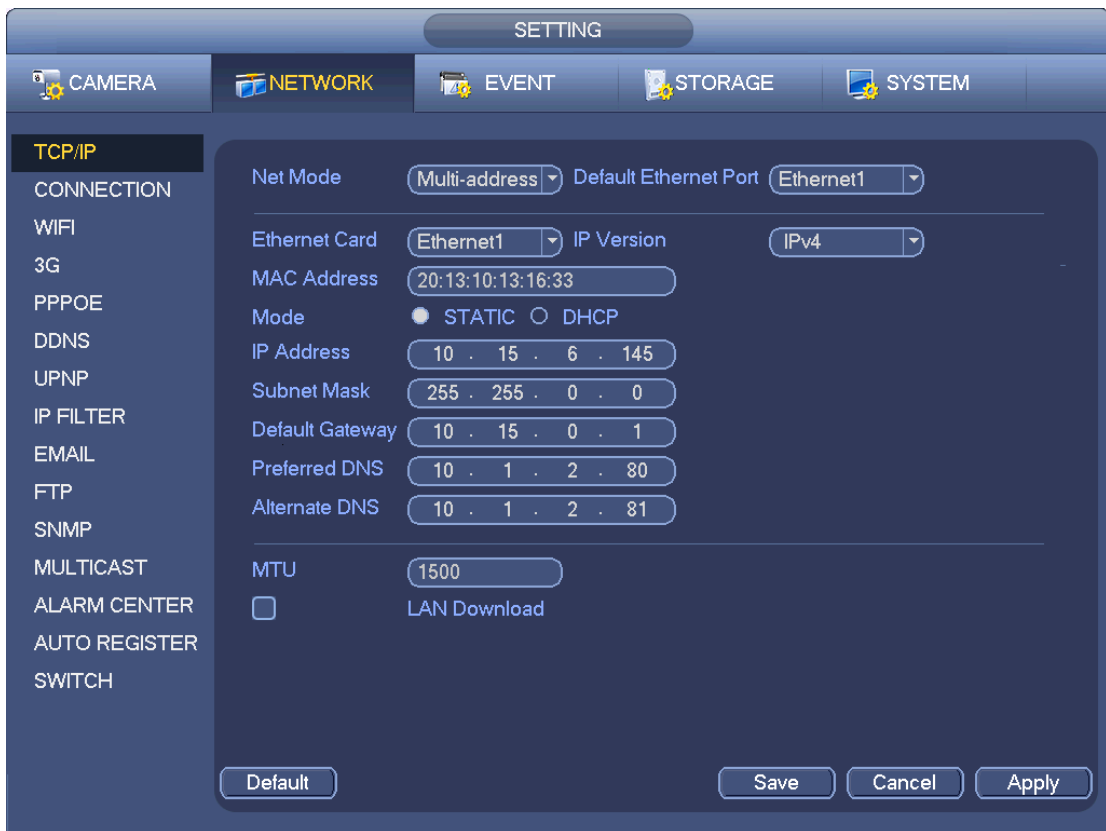 SETTING
CAMERA NETWORK EVENT STORAGE SYSTEM
TCP/IP
CONNECTION
WIFI
3G
PPPOE
DDNS
UPNP
IP FILTER
EMAIL
FTP
SNMP
MULTICAST
ALARM CENTER
AUTO REGISTER
SWITCH
Net Mode Multi-address Default Ethernet Port Ethernet1
Ethernet Card Ethernet1 IP Version IPv4
MAC Address 20:13:10:13:16:33
Mode STATIC DHCP
IP Address 10 . 15 . 6 . 145
Subnet Mask 255 . 255 . 0 . 0
Default Gateway 10 . 15 . 0 . 1
Preferred DNS 10 . 1 . 2 . 80
Alternate DNS 10 . 1 . 2 . 81
MTU 1500
LAN Download
Default Save Cancel Apply